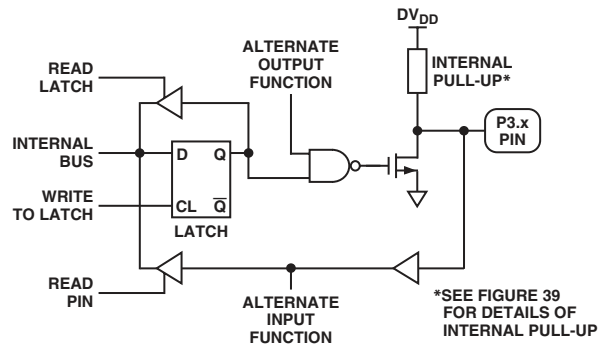 DVDD
ALTERNATE
OUTPUT
FUNCTION
READ
LATCH
INTERNAL
PULL-UP*
P3.x
PIN
INTERNAL
BUS
D
Q
WRITE
TO LATCH
CL
Q
LATCH
READ
PIN
ALTERNATE
INPUT
FUNCTION
*SEE FIGURE 39
FOR DETAILS OF
INTERNAL PULL-UP